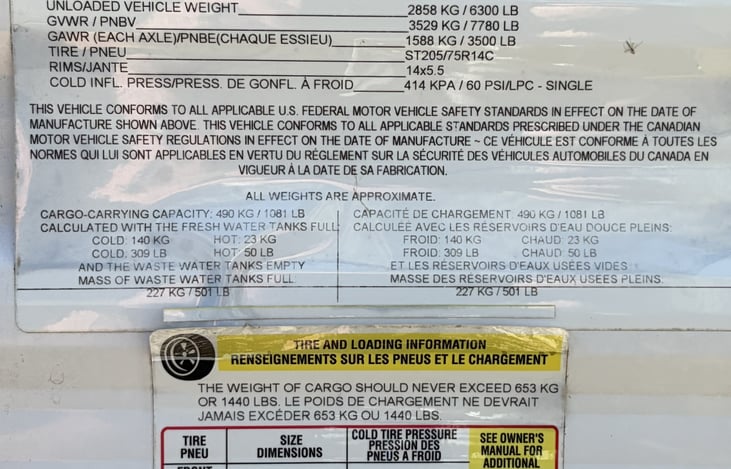 UNLOADED VEHICLE WEIGHT 2858 KG / 6300 LB
GVWR / PNBV 3529 KG / 7780 LB
GAWR (EACH AXLE)/PNBE(CHAQUE ESSIEU) 1588 KG / 3500 LB
TIRE / PNEU ST205/75R14C
RIMS/JANTE 14x5.5
COLD INFL. PRESS/PRESS. DE GONFL. À FROID 414 KPA / 60 PSI/LPC - SINGLE
THIS VEHICLE CONFORMS TO ALL APPLICABLE U.S. FEDERAL MOTOR VEHICLE SAFETY STANDARDS IN EFFECT ON THE DATE OF
MANUFACTURE SHOWN ABOVE. THIS VEHICLE CONFORMS TO ALL APPLICABLE STANDARDS PRESCRIBED UNDER THE CANADIAN
MOTOR VEHICLE SAFETY REGULATIONS IN EFFECT ON THE DATE OF MANUFACTURE ~ CE VÉHICULE EST CONFORME À TOUTES LES
NORMES QUI LUI SONT APPLICABLES EN VERTU DU RÉGLEMENT SUR LA SÉCURITÉ DES VÉHICULES AUTOMOBILES DU CANADA EN
VIGUEUR À LA DATE DE SA FABRICATION.
ALL WEIGHTS ARE APPROXIMATE.
CARGO-CARRYING CAPACITY: 490 KG / 1081 LB
CALCULATED WITH THE FRESH WATER TANKS FULL:
COLD: 140 KG HOT: 23 KG
COLD: 309 LB HOT: 50 LB
AND THE WASTE WATER TANKS EMPTY
MASS OF WASTE WATER TANKS FULL:
227 KG / 501 LB
CAPACITÉ DE CHARGEMENT: 490 KG / 1081 LB
CALCULÉE AVEC LES RÉSERVOIRS D'EAU DOUCE PLEINS:
FROID: 140 KG CHAUD: 23 KG
FROID: 309 LB CHAUD: 50 LB
ET LES RÉSERVOIRS D'EAUX USÉES VIDES
MASSE DES RÉSERVOIRS D'EAUX USÉES PLEINS:
227 KG / 501 LB
TIRE AND LOADING INFORMATION
RENSEIGNEMENTS SUR LES PNEUS ET LE CHARGEMENT
THE WEIGHT OF CARGO SHOULD NEVER EXCEED 653 KG
OR 1440 LBS. LE POIDS DE CHARGEMENT NE DEVRAIT
JAMAIS EXCÉDER 653 KG OU 1440 LBS.
TIRE
PNEU
SIZE
DIMENSIONS
COLD TIRE PRESSURE
PRESSION DES
PNEUS A FROID
SEE OWNER'S
MANUAL FOR
ADDITIONAL
FRONT